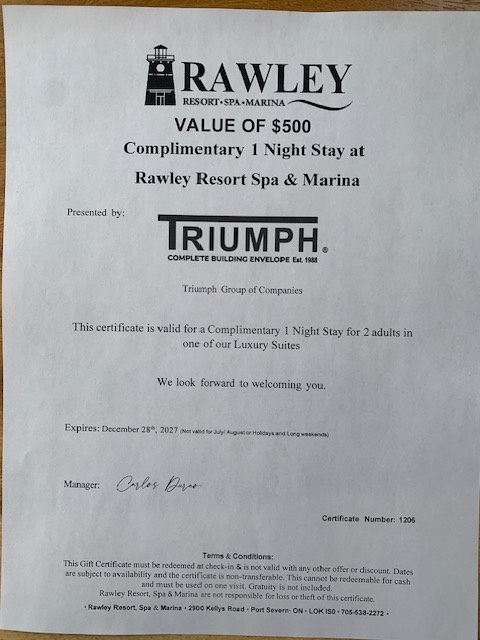 RAWLEY
RESORT•SPA•MARINA
VALUE OF $500
Complimentary 1 Night Stay at
Rawley Resort Spa & Marina
Presented by:
TRIUMPH®
COMPLETE BUILDING ENVELOPE Est. 1988
Triumph Group of Companies
This certificate is valid for a Complimentary 1 Night Stay for 2 adults in
one of our Luxury Suites
We look forward to welcoming you.
Expires: December 28th, 2027 (Not valid for July/ August or Holidays and Long weekends)
Manager: Carlos Durao
Certificate Number: 1206
Terms & Conditions:
This Gift Certificate must be redeemed at check-in & is not valid with any other offer or discount. Dates
are subject to availability and the certificate is non-transferable. This cannot be redeemable for cash
and must be used on one visit. Gratuity is not included.
Rawley Resort, Spa & Marina are not responsible for loss or theft of this certificate.
• Rawley Resort, Spa & Marina • 2900 Kellys Road • Port Severn• ON • LOK IS0 • 705-538-2272 •